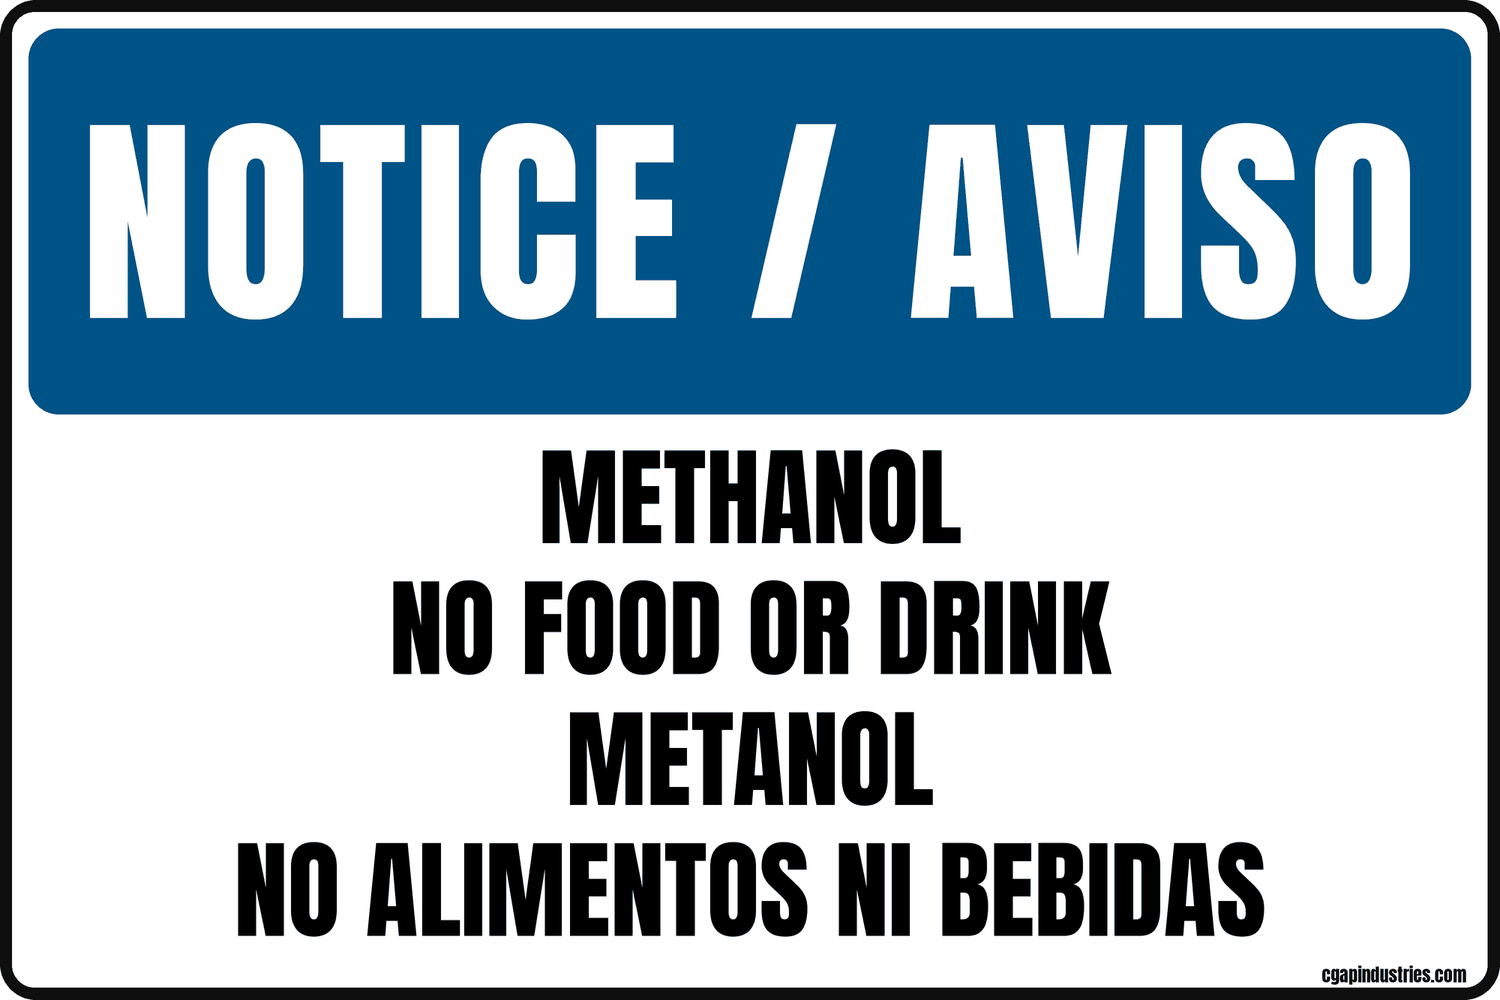 NOTICE / AVISO
METHANOL
NO FOOD OR DRINK
METANOL
NO ALIMENTOS NI BEBIDAS
cgapindustries.com